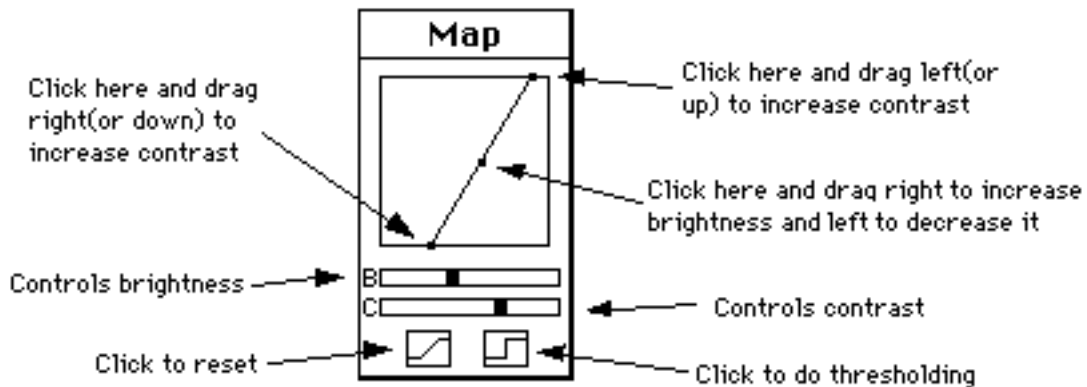 Map
Click here and drag
right(or down) to
increase contrast
Click here and drag left(or
up) to increase contrast
Click here and drag right to increase
brightness and left to decrease it
Controls brightness
B
C
Controls contrast
Click to reset
Click to do thresholding